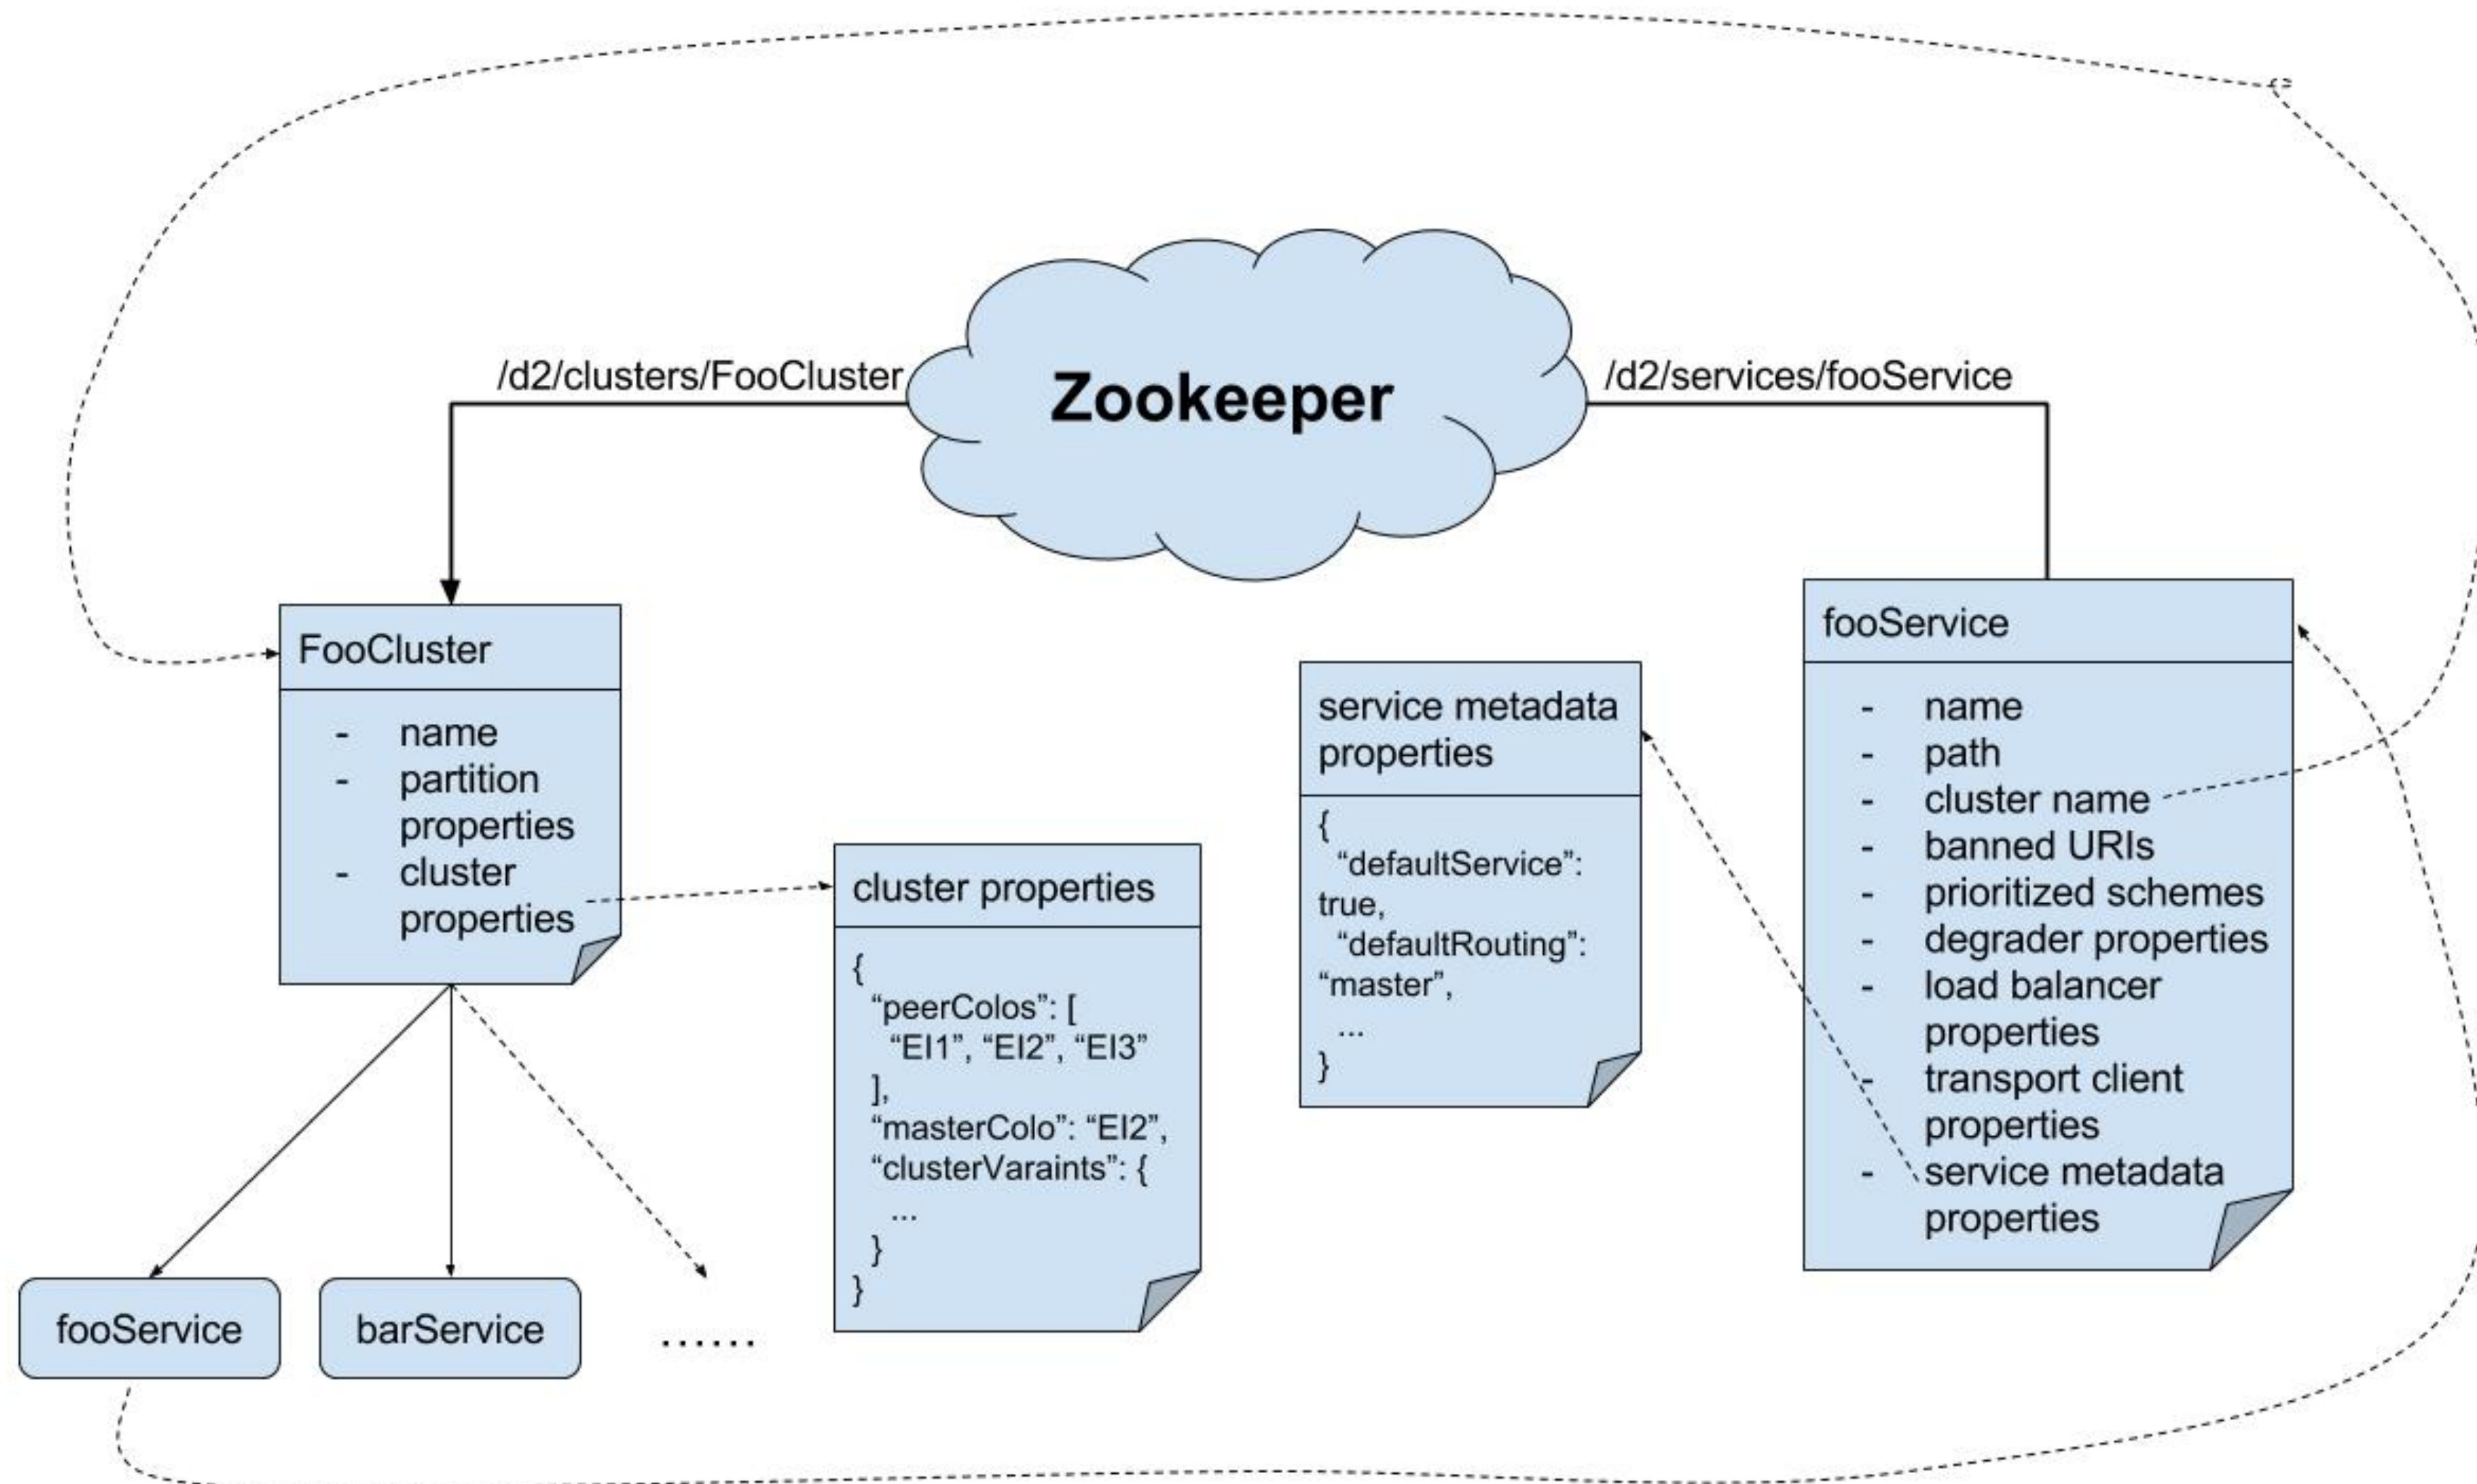 /d2/clusters/FooCluster
Zookeeper
/d2/services/fooService
FooCluster
- name
- partition
properties
- cluster
properties
cluster properties
{
“peerColos”: [
“EI1”, “EI2”, “EI3”
],
“masterColo”: “EI2”,
“clusterVaraints”: {
...
}
}
service metadata
properties
{
“defaultService”:
true,
“defaultRouting”:
“master”,
...
}
fooService
- name
- path
- cluster name
- banned URIs
- prioritized schemes
- degrader properties
- load balancer
properties
- transport client
properties
- service metadata
properties
fooService
barService
......